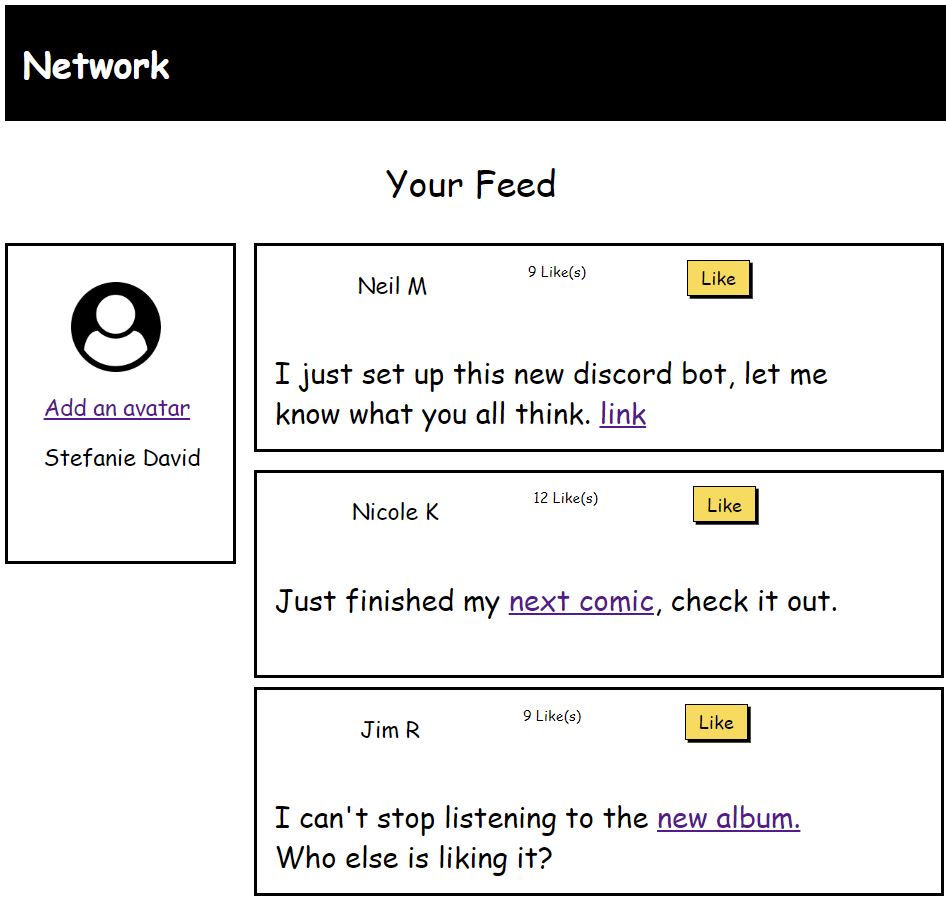 Network
Your Feed
Add an avatar
Stefanie David
Neil M
9 Like(s)
Like
I just set up this new discord bot, let me
know what you all think. link
Nicole K
12 Like(s)
Like
Just finished my next comic, check it out.
Jim R
9 Like(s)
Like
I can't stop listening to the new album.
Who else is liking it?